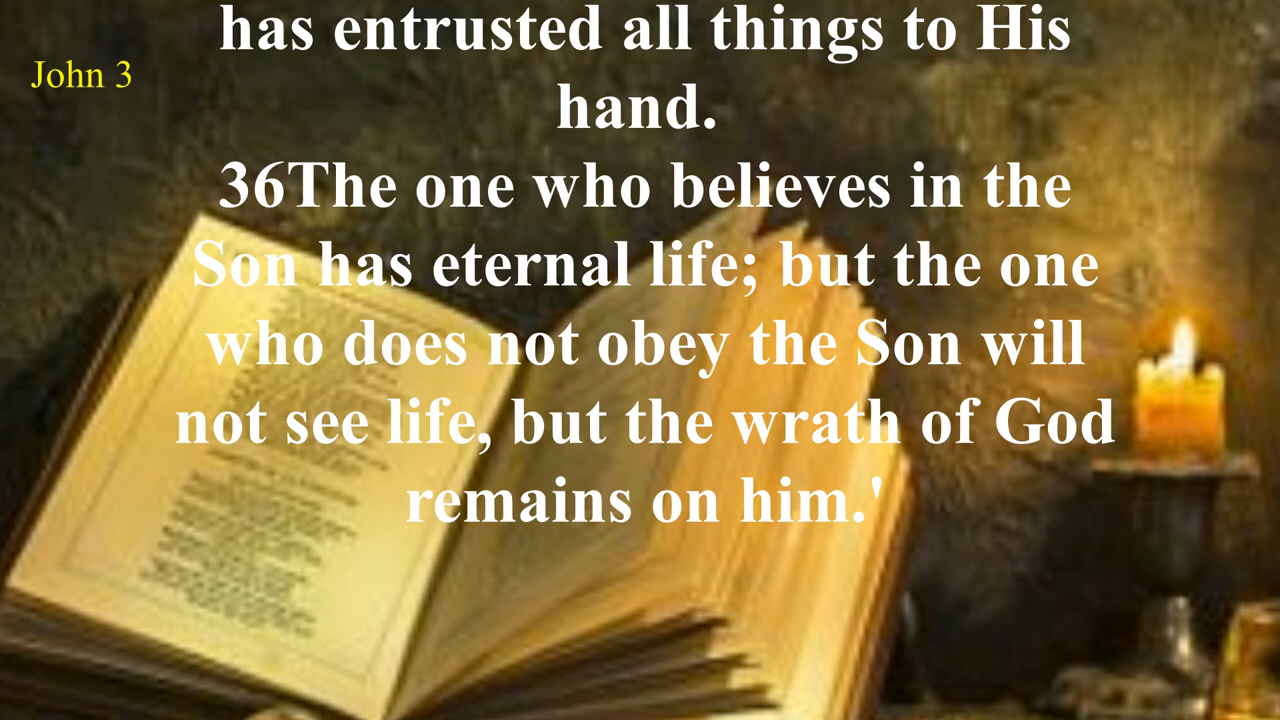 has entrusted all things to His
John 3
hand.
36The one who believes in the
Son has eternal life; but the one
who does not obey the Son will
not see life, but the wrath of God
remains on him.'